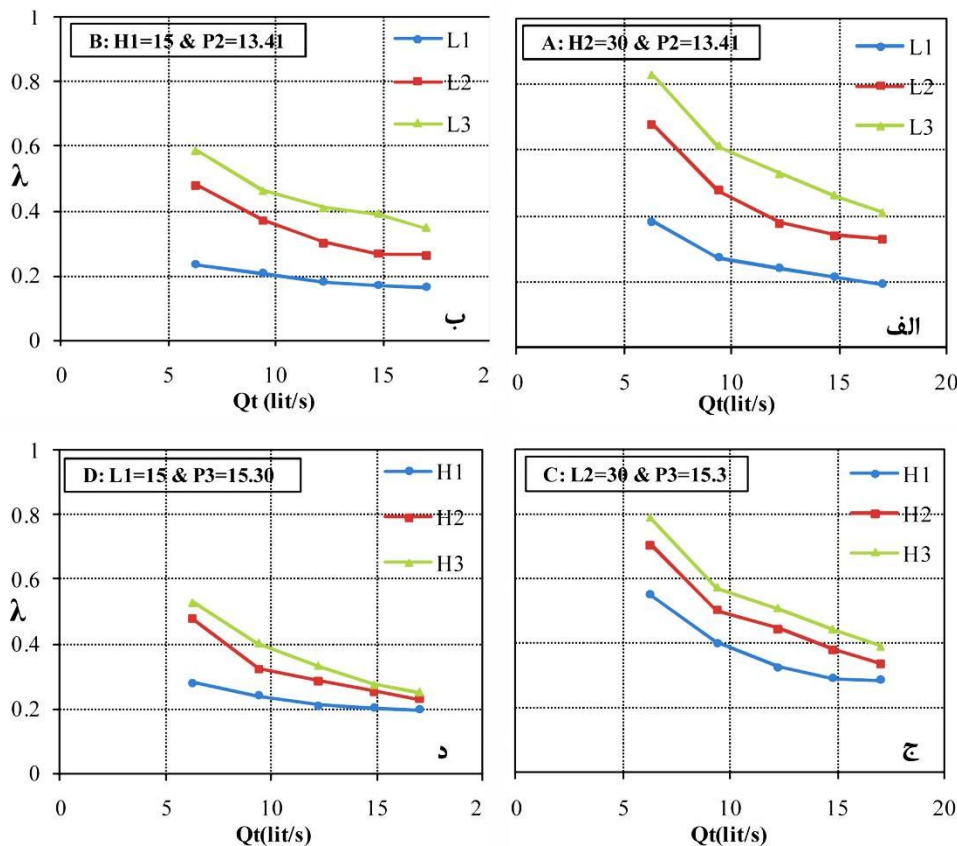 B: H1=15 & P2=13.41
L1
L2
L3
1
0.8
0.6
0.4
0.2
0
λ
0
5
10
15
2
Qt (lit/s)
ب
A: H2=30 & P2=13.41
L1
L2
L3
0
5
10
15
20
Qt(lit/s)
الف
D: L1=15 & P3=15.30
H1
H2
H3
1
0.8
0.6
0.4
0.2
0
λ
0
5
10
15
2
Qt(lit/s)
د
C: L2=30 & P3=15.3
H1
H2
H3
0
5
10
15
20
Qt(lit/s)
ج